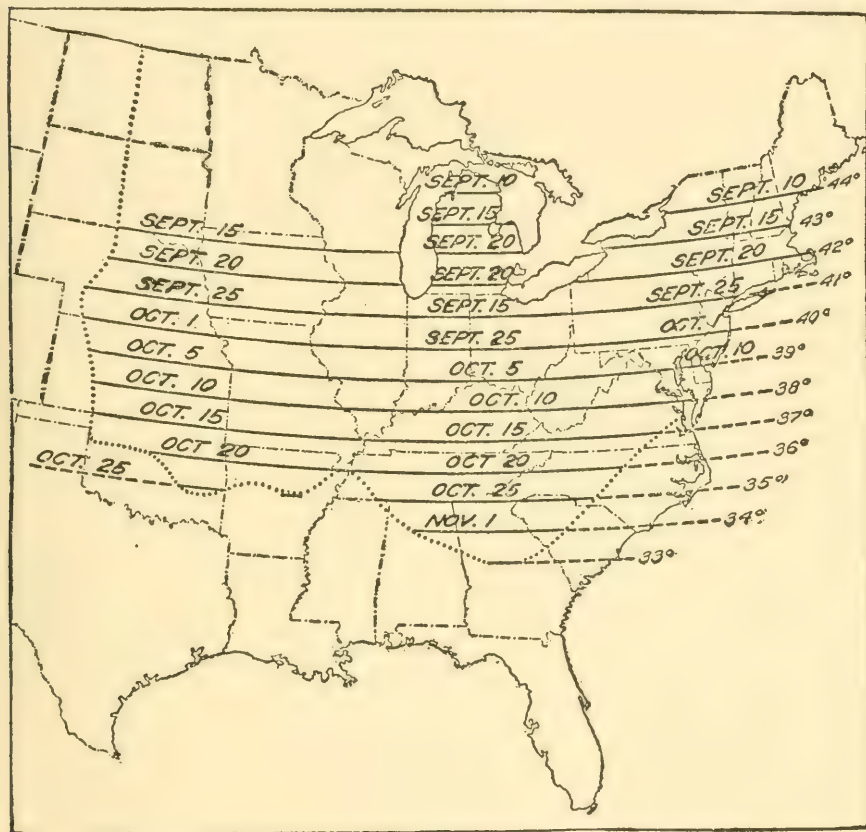 SEPT. 10
SEPT. 10
44°
SEPT. 15
SEPT. 15
SEPT. 15
43°
SEPT. 20
SEPT. 20
SEPT. 20
42°
SEPT. 20
SEPT. 25
SEPT. 15
SEPT. 25
41°
OCT. 1
SEPT. 25
OCT.
40°
OCT. 5
OCT. 5
OCT. 10
39°
OCT. 10
OCT. 10
38°
OCT. 15
OCT. 15
37°
OCT 20
OCT 20
36°
OCT. 25
OCT. 25
35°
NOV. 1
34°
33°